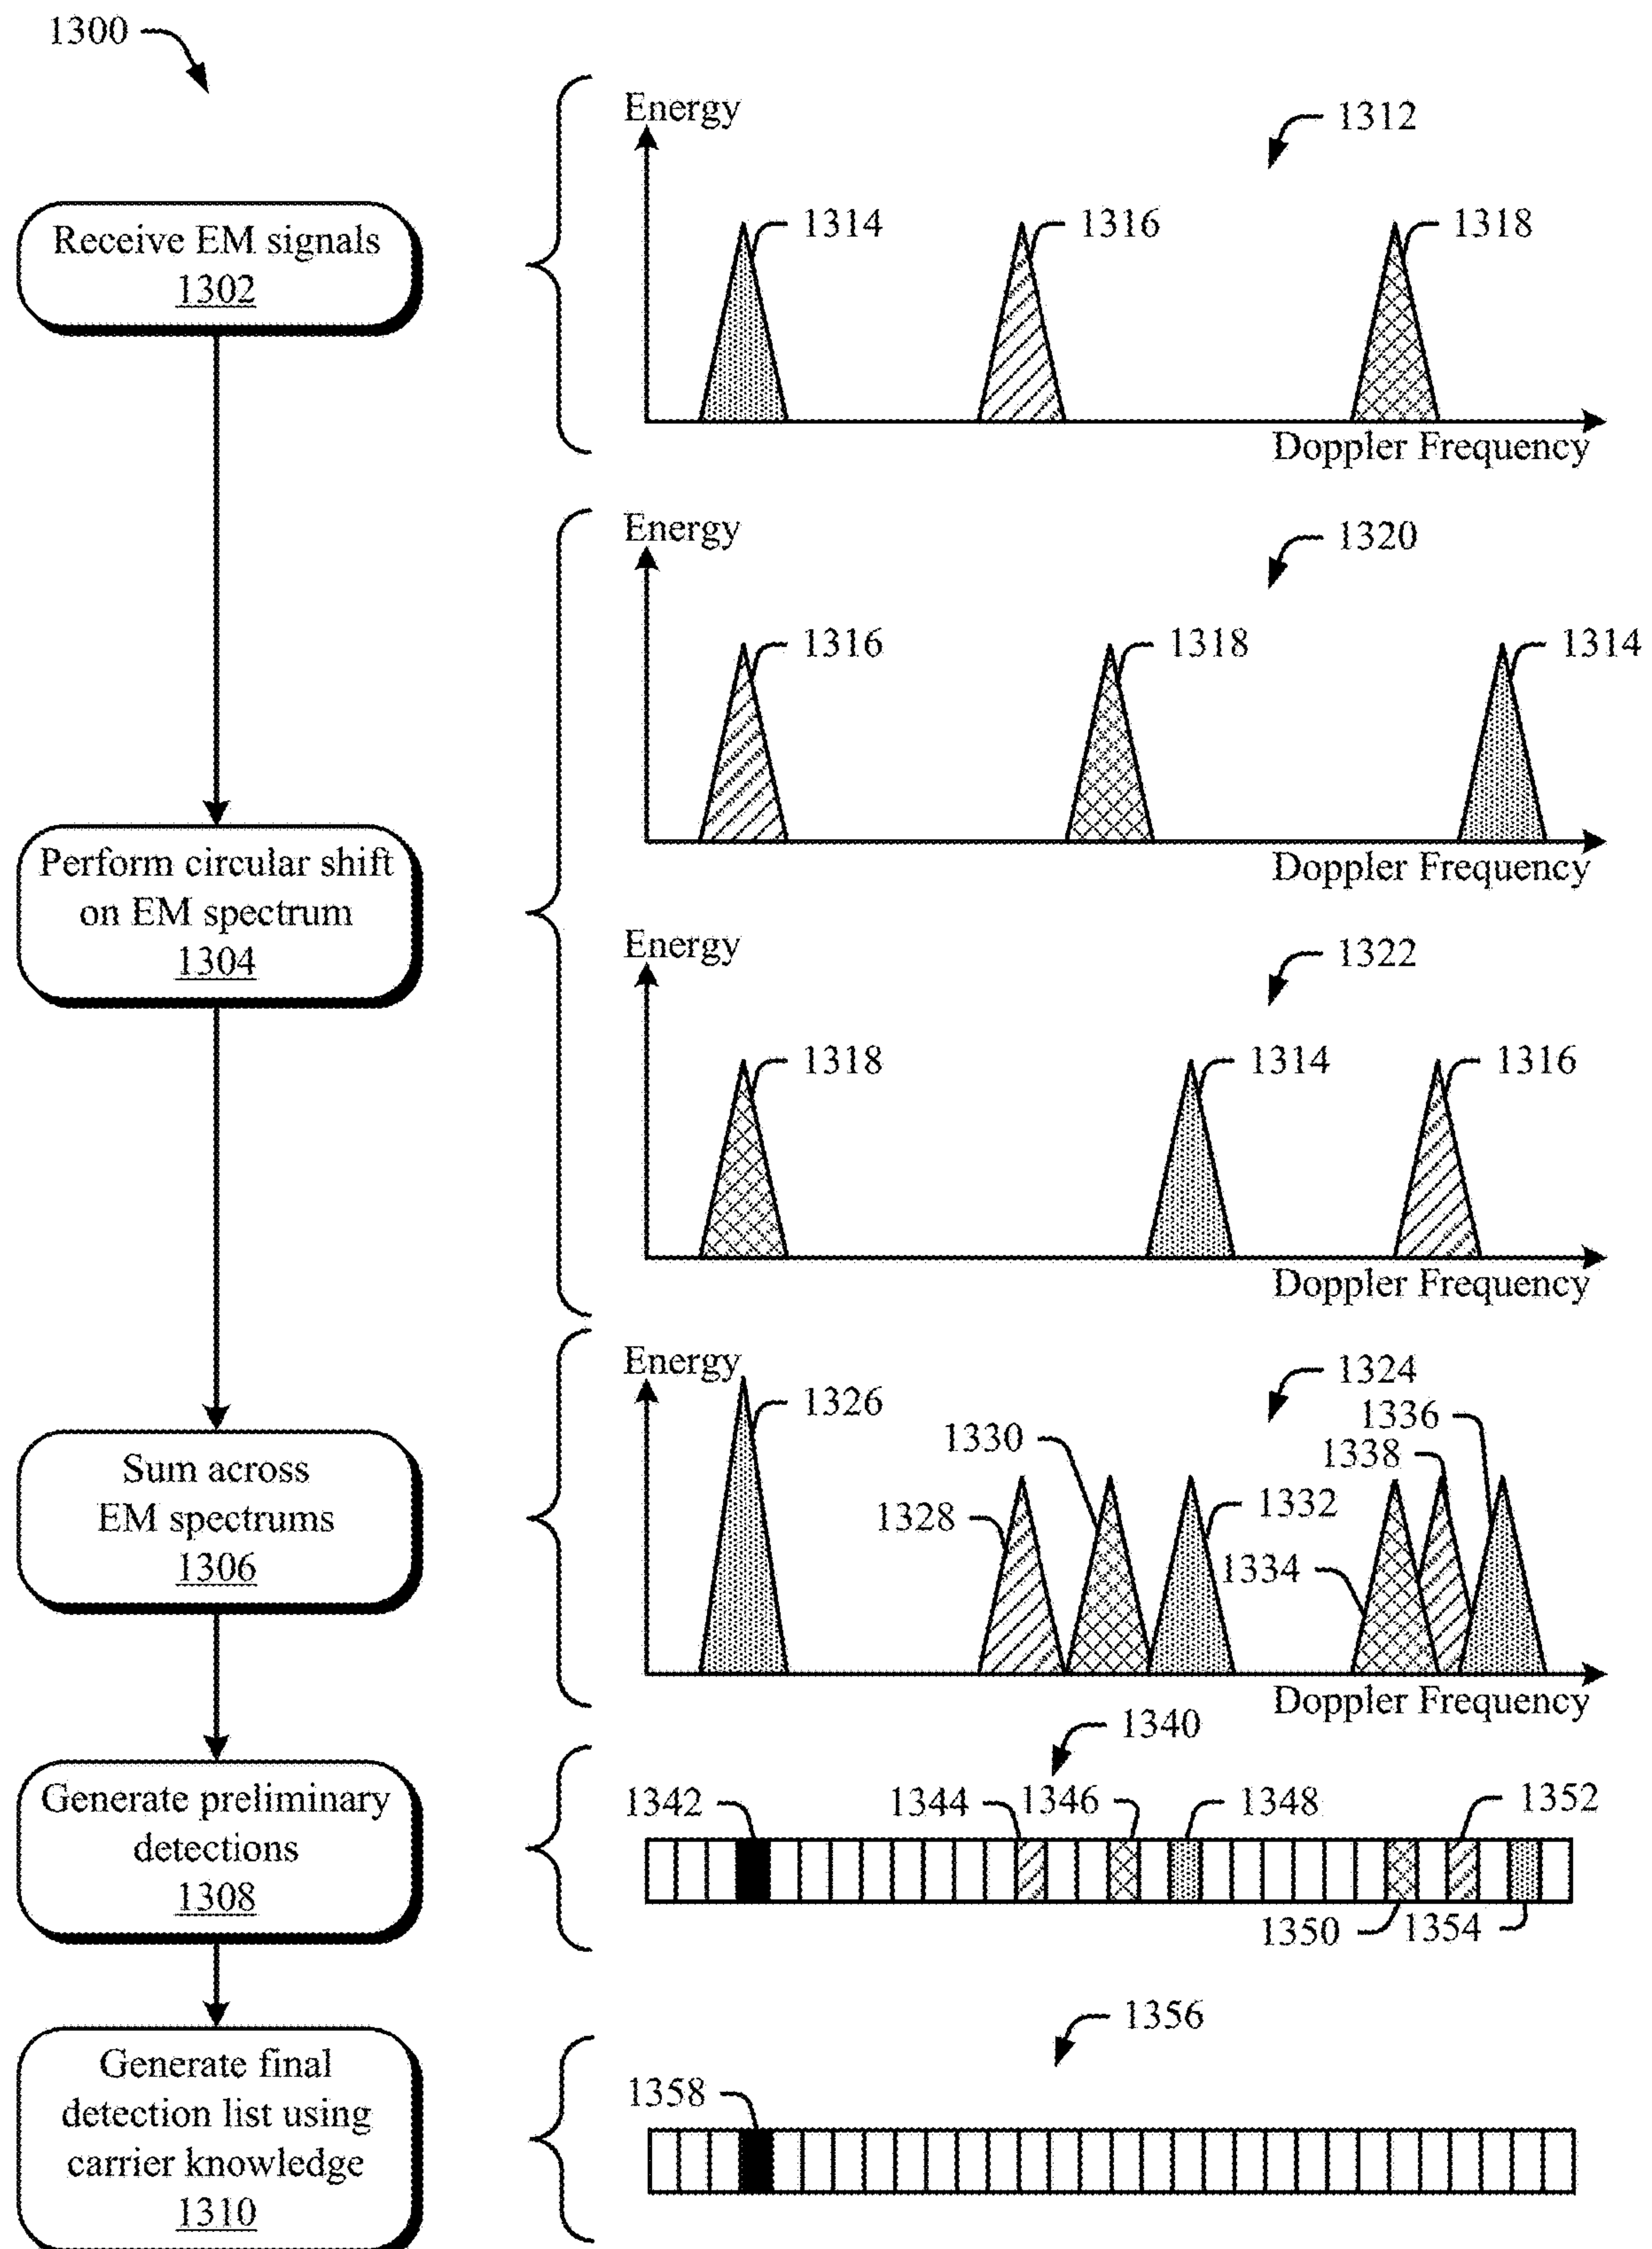 1300
Receive EM signals
1302
Energy
1312
1314
1316
1318
Doppler Frequency
Perform circular shift
on EM spectrum
1304
Energy
1320
1316
1318
1314
Doppler Frequency
Energy
1322
1318
1314
1316
Doppler Frequency
Sum across
EM spectrums
1306
Energy
1324
1326
1336
1330
1338
1328
1332
1334
Doppler Frequency
Generate preliminary
detections
1308
1340
1342
1344
1346
1348
1352
1350
1354
Generate final
detection list using
carrier knowledge
1310
1356
1358